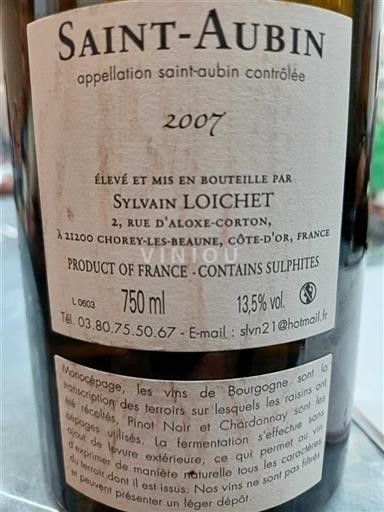 SAINT-AUBIN
appellation saint-aubin contrôlée
2007
ÉLEVÉ ET MIS EN BOUTEILLE PAR
SYLVAIN LOICHET
2, RUE D'ALOXE-CORTON,
À 21200 CHOREY-LES-BEAUNE, CÔTE-D'OR, FRANCE
VINIOU
PRODUCT OF FRANCE - CONTAINS SULPHITES
L 0603 750 ml 13,5% vol.
Tél. 03.80.75.50.67 - E-mail : slvn21@hotmail.fr
Monocépage, les vins de Bourgogne sont la
transcription des terroirs sur lesquels les raisins ont
été récoltés, Pinot Noir et Chardonnay sont les
cépages utilisés. La fermentation s'effectue sans
ajout de levure extérieure, ce qui permet au vin
d'exprimer de manière naturelle tous les caractères
du terroir dont il est issus. Nos vins ne sont pas filtrés
et peuvent présenter un léger dépôt.